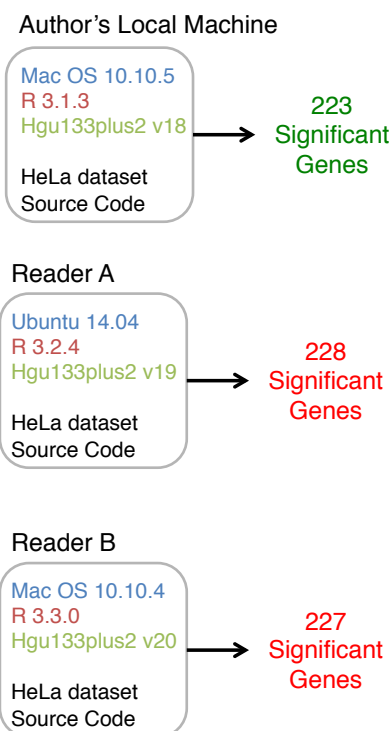 Author's Local Machine
Mac OS 10.10.5
R 3.1.3
Hgu133plus2 v18
HeLa dataset
Source Code
223
Significant
Genes
Reader A
Ubuntu 14.04
R 3.2.4
Hgu133plus2 v19
HeLa dataset
Source Code
228
Significant
Genes
Reader B
Mac OS 10.10.4
R 3.3.0
Hgu133plus2 v20
HeLa dataset
Source Code
227
Significant
Genes